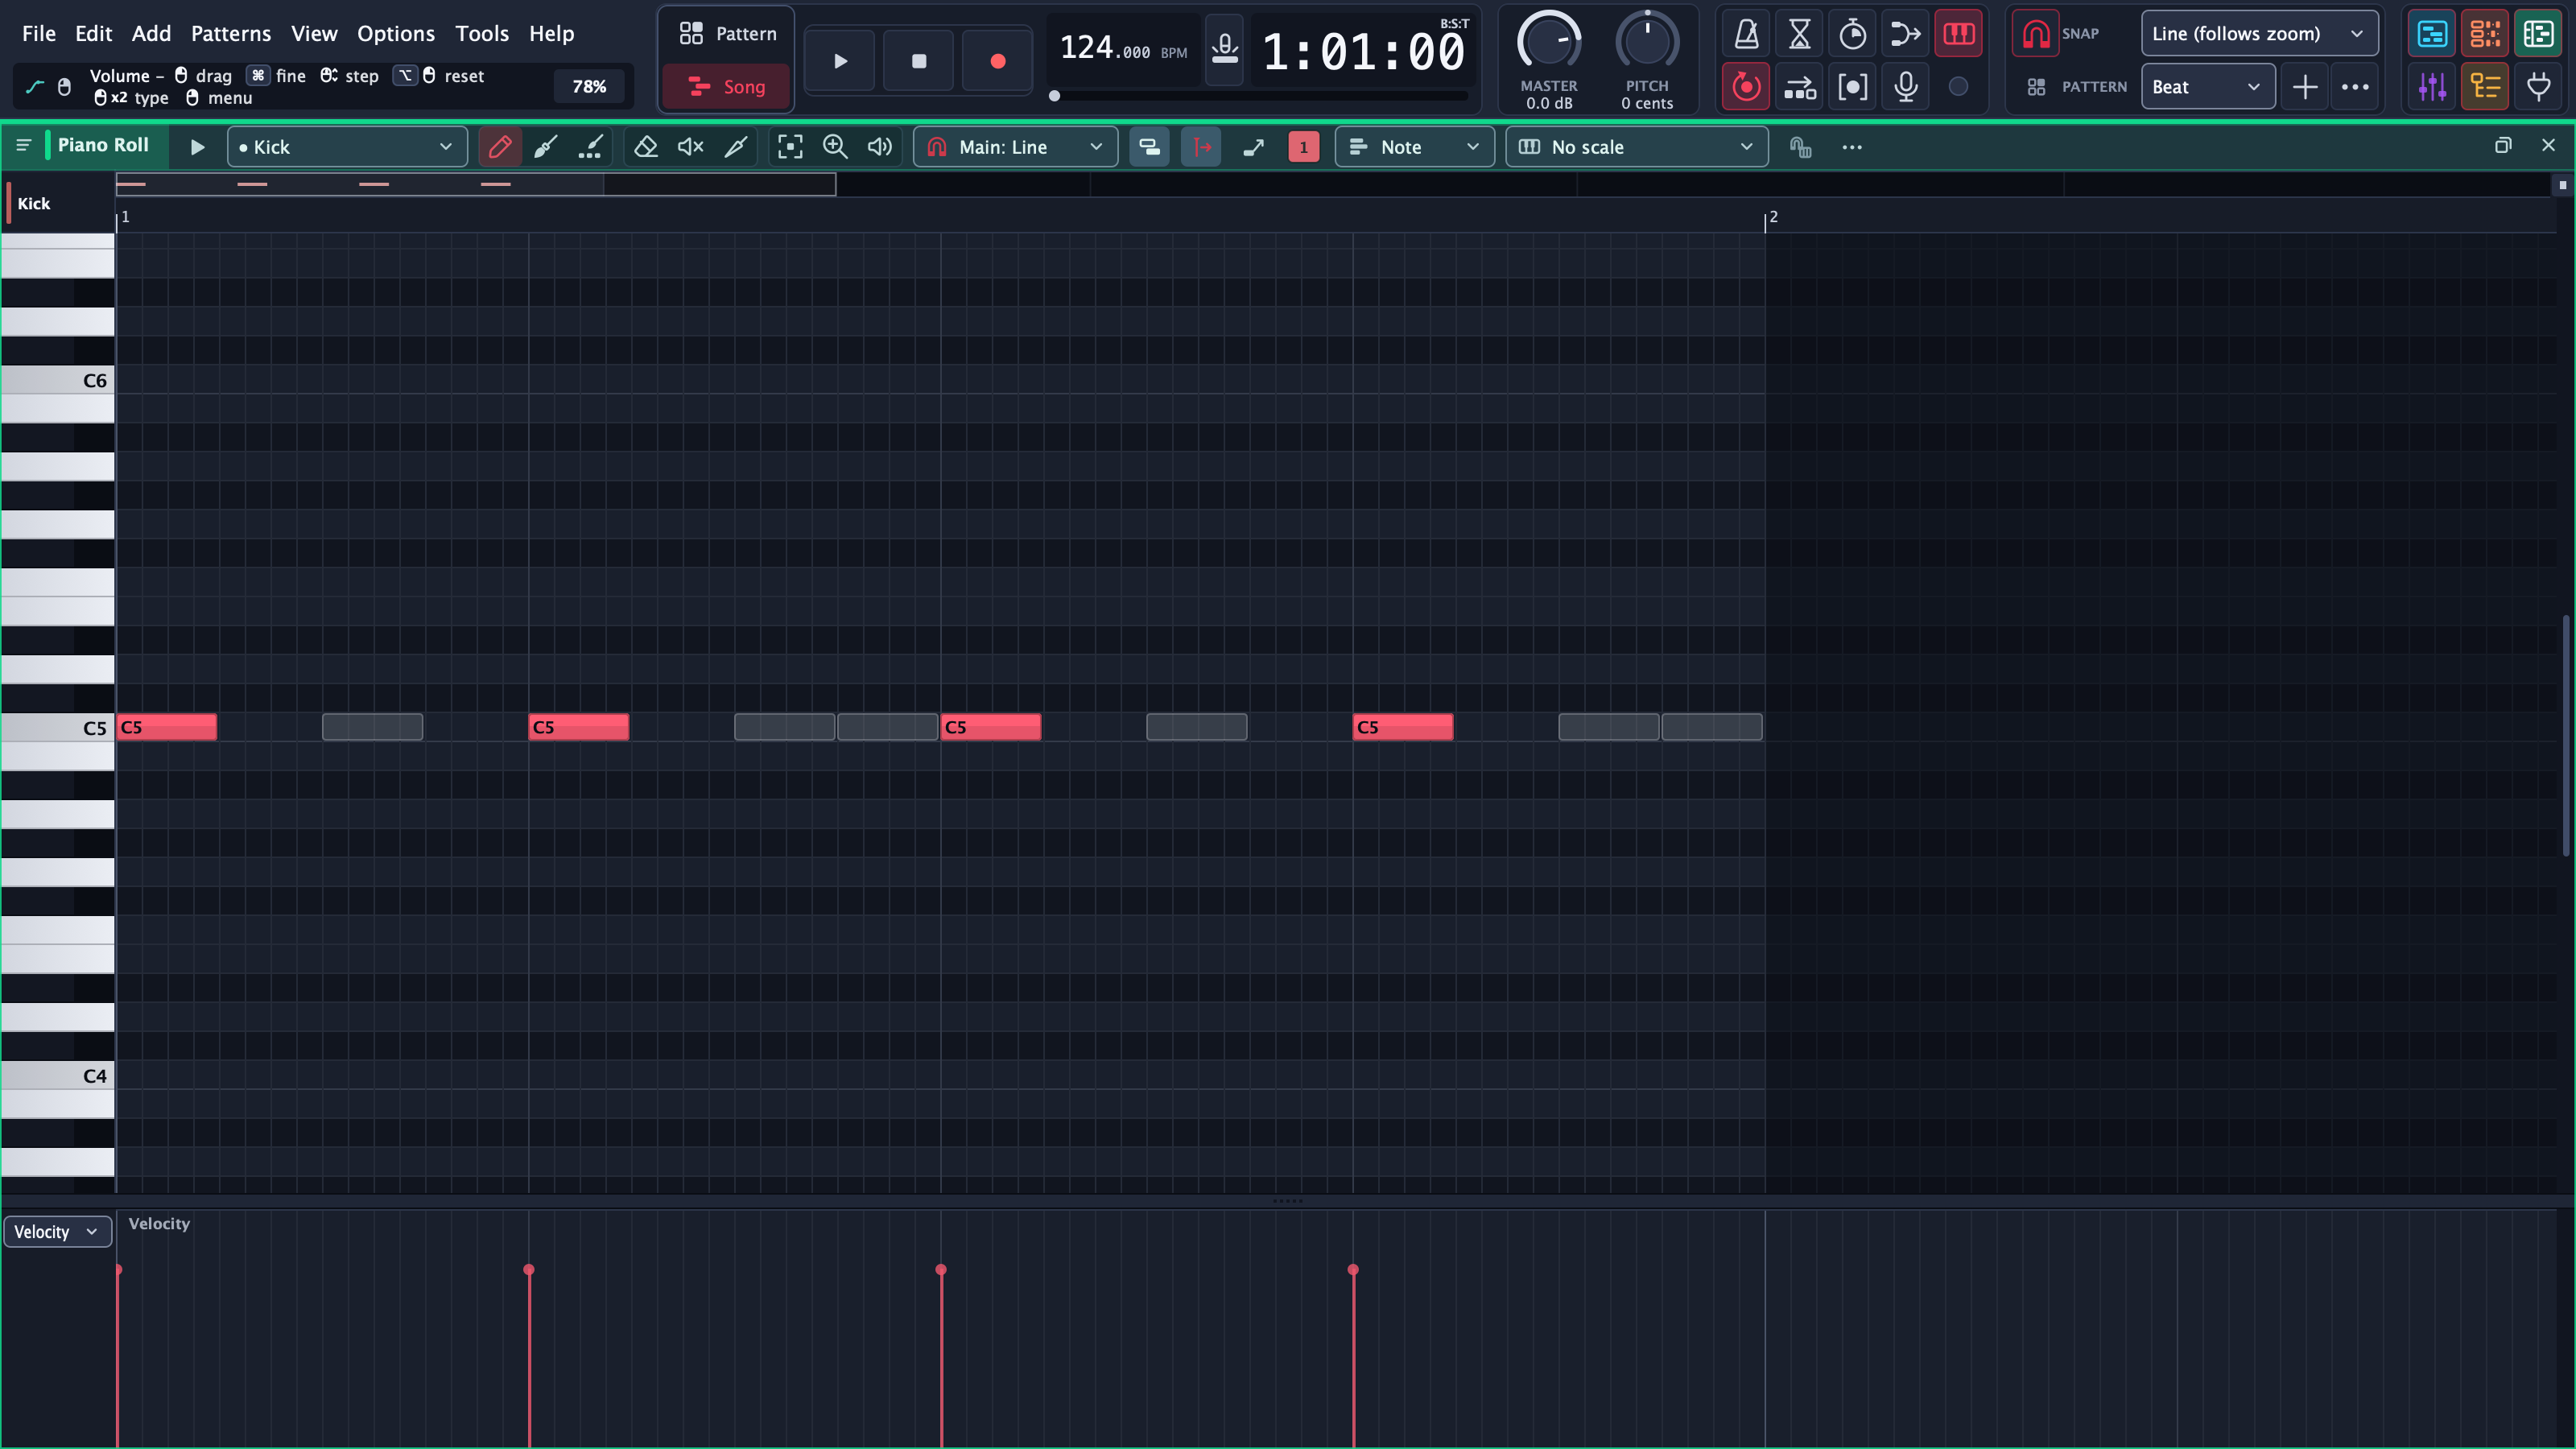 File Edit Add Patterns View Options Tools Help
Volume – drag ⌘ fine step ⌥ reset
x2 type menu
78%
Pattern
Song
124.000 BPM
B:S:T
1:01:00
MASTER
0.0 dB
PITCH
0 cents
SNAP
Line (follows zoom)
PATTERN
Beat
Piano Roll
Kick
Main: Line
1
Note
No scale
Kick
1
2
C6
C5
C5 C5 C5 C5
C4
Velocity
Velocity